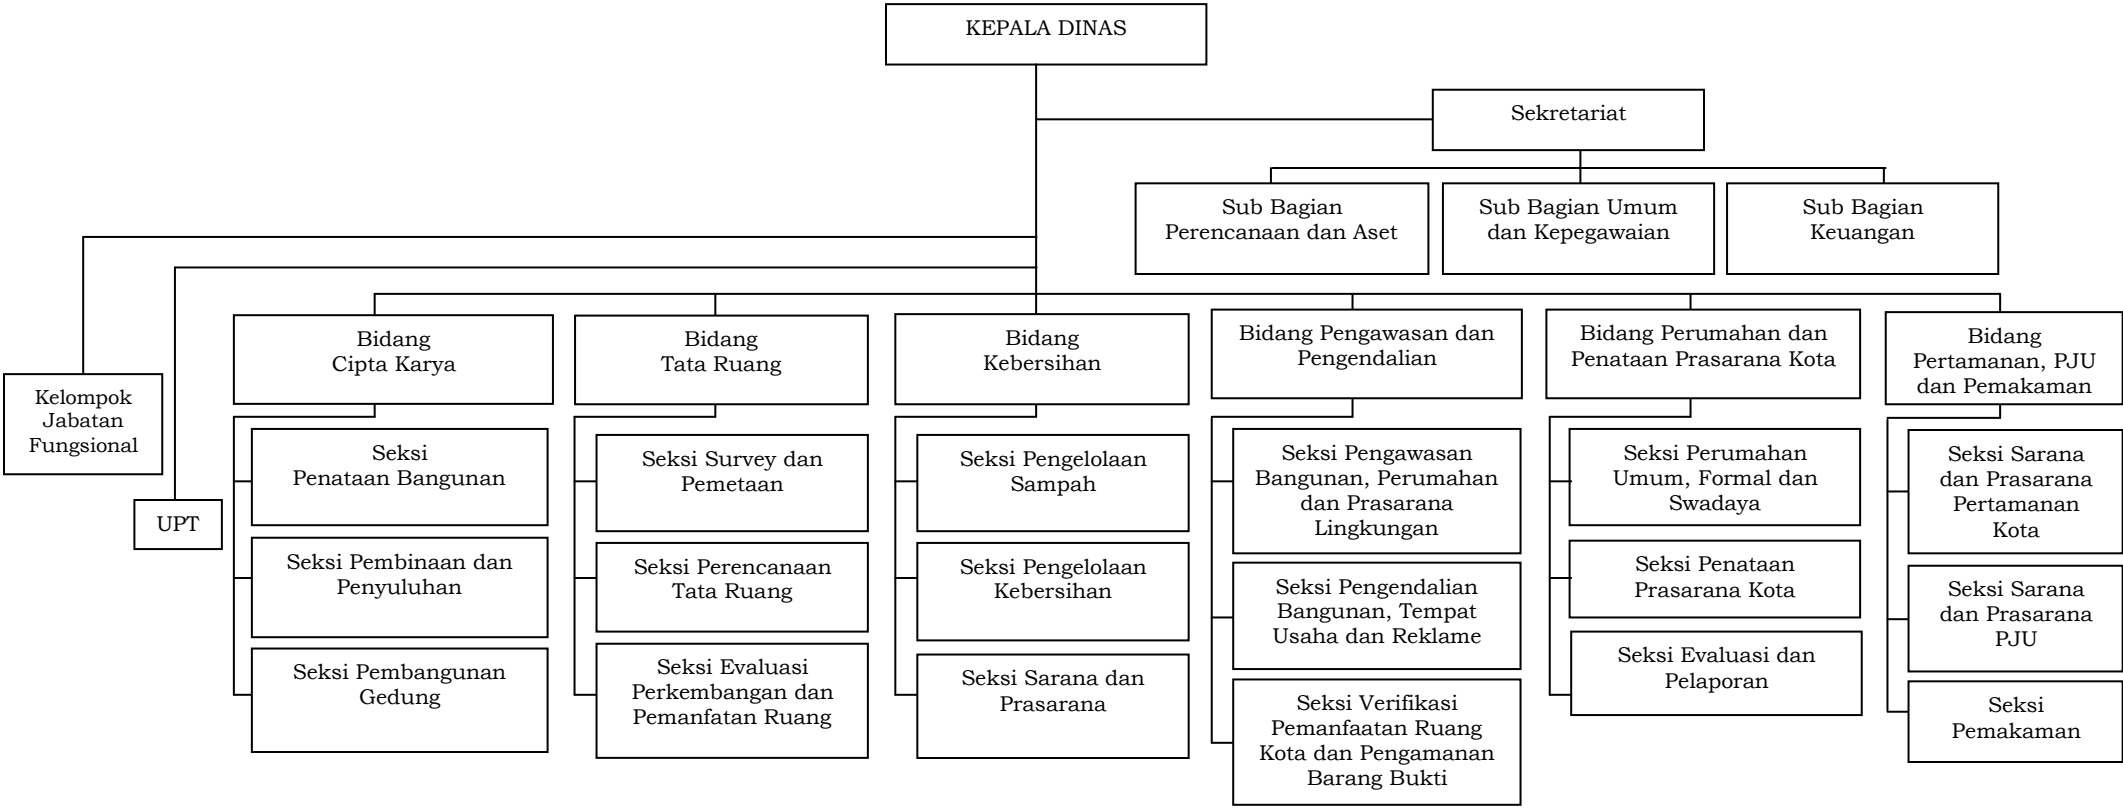 KEPALA DINAS
Sekretariat
Sub Bagian
Perencanaan dan Aset
Sub Bagian Umum
dan Kepegawaian
Sub Bagian
Keuangan
Kelompok
Jabatan
Fungsional
UPT
Bidang
Cipta Karya
Seksi
Penataan Bangunan
Seksi Pembinaan dan
Penyuluhan
Seksi Pembangunan
Gedung
Bidang
Tata Ruang
Seksi Survey dan
Pemetaan
Seksi Perencanaan
Tata Ruang
Seksi Evaluasi
Perkembangan dan
Pemanfatan Ruang
Bidang
Kebersihan
Seksi Pengelolaan
Sampah
Seksi Pengelolaan
Kebersihan
Seksi Sarana dan
Prasarana
Bidang Pengawasan dan
Pengendalian
Seksi Pengawasan
Bangunan, Perumahan
dan Prasarana
Lingkungan
Seksi Pengendalian
Bangunan, Tempat
Usaha dan Reklame
Seksi Verifikasi
Pemanfaatan Ruang
Kota dan Pengamanan
Barang Bukti
Bidang Perumahan dan
Penataan Prasarana Kota
Seksi Perumahan
Umum, Formal dan
Swadaya
Seksi Penataan
Prasarana Kota
Seksi Evaluasi dan
Pelaporan
Bidang
Pertamanan, PJU
dan Pemakaman
Seksi Sarana
dan Prasarana
Pertamanan
Kota
Seksi Sarana
dan Prasarana
PJU
Seksi
Pemakaman